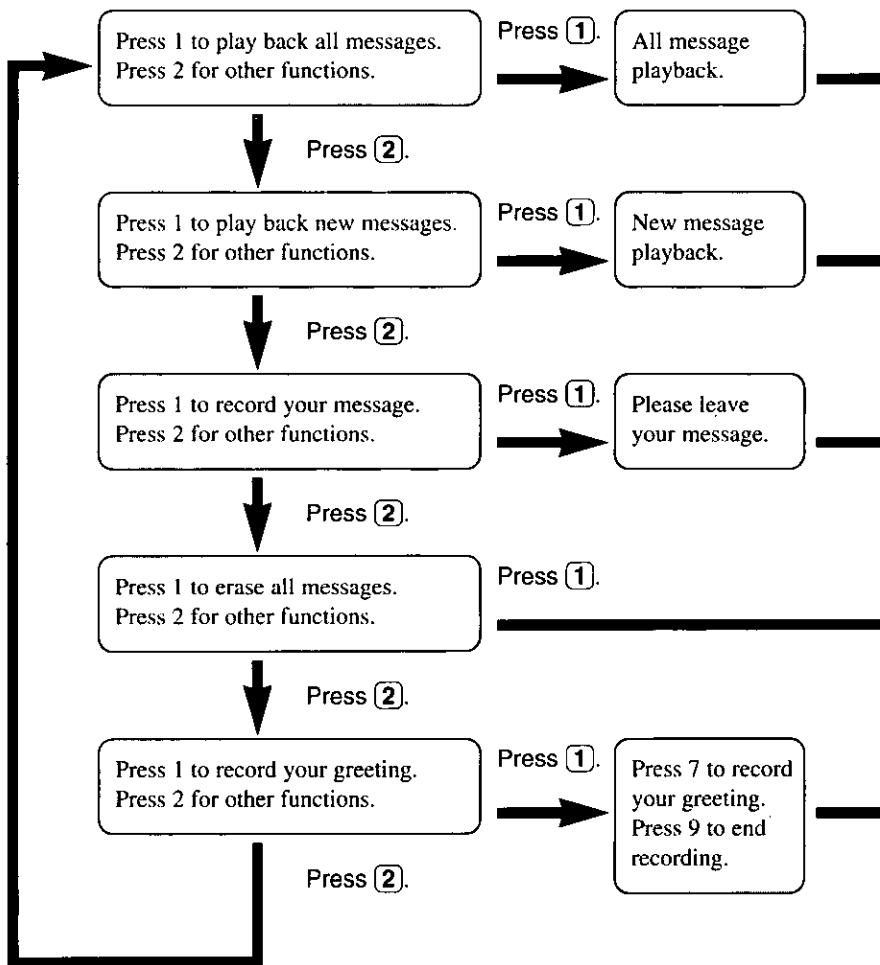 Press 1 to play back all messages.
Press 2 for other functions.
Press 1.
All message
playback.
Press 2.
Press 1 to play back new messages.
Press 2 for other functions.
Press 1.
New message
playback.
Press 2.
Press 1 to record your message.
Press 2 for other functions.
Press 1.
Please leave
your message.
Press 2.
Press 1 to erase all messages.
Press 2 for other functions.
Press 1.
Press 2.
Press 1 to record your greeting.
Press 2 for other functions.
Press 1.
Press 7 to record
your greeting.
Press 9 to end
recording.
Press 2.